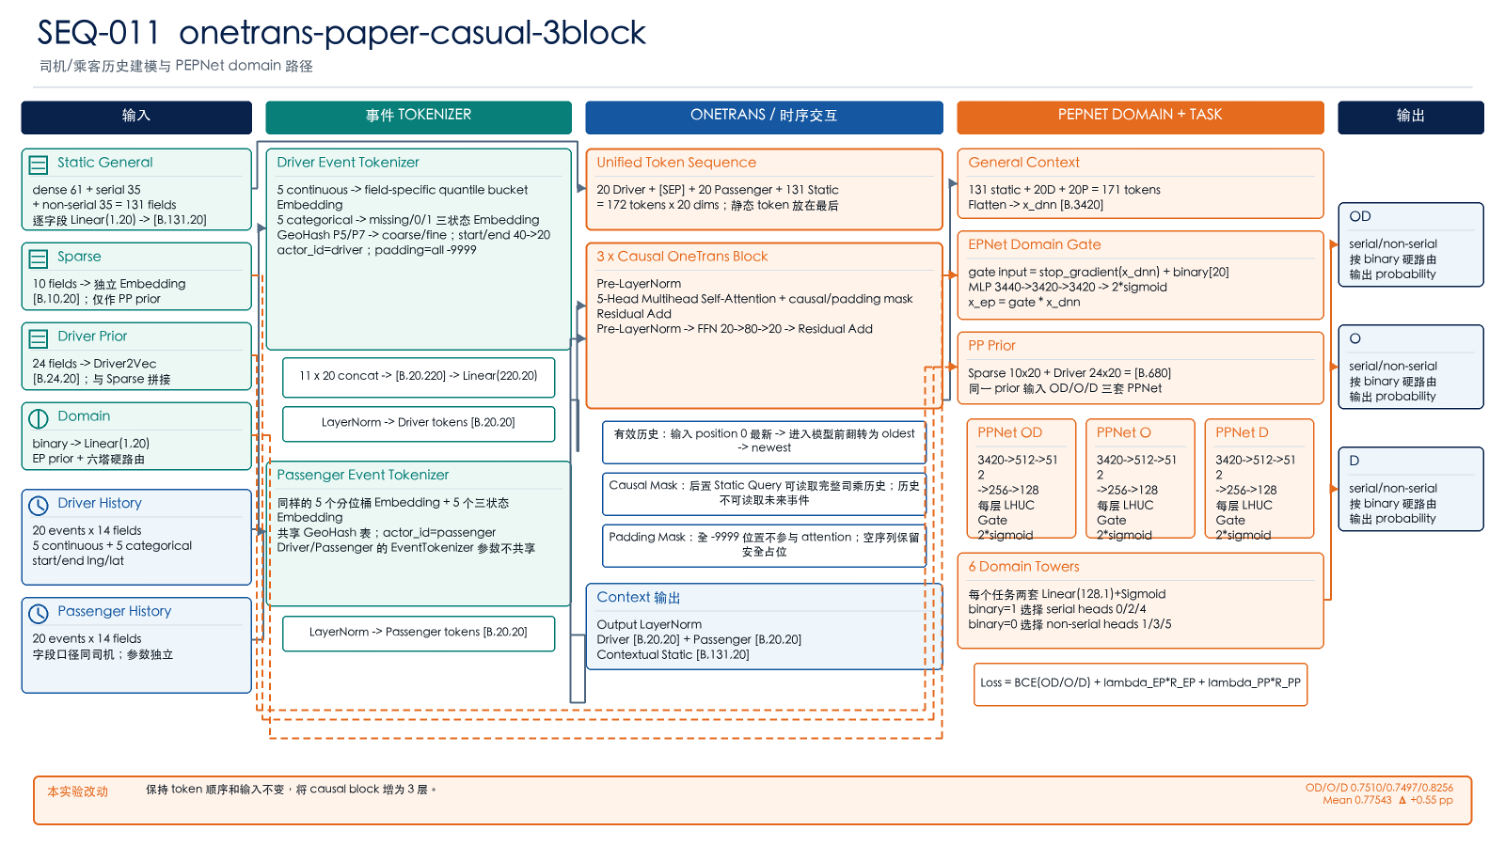 SEQ-011 onetrans-paper-casual-3block
司机/乘客历史建模与 PEPNet domain 路径
输入
事件 TOKENIZER
ONETRANS / 时序交互
PEPNET DOMAIN + TASK
输出
Static General
dense 61 + serial 35
+ non-serial 35 = 131 fields
逐字段 Linear(1,20) -> [B,131,20]
Sparse
10 fields -> 独立 Embedding
[B,10,20]；仅作 PP prior
Driver Prior
24 fields -> Driver2Vec
[B,24,20]；与 Sparse 拼接
Domain
binary -> Linear(1,20)
EP prior + 六塔硬路由
Driver History
20 events x 14 fields
5 continuous + 5 categorical
start/end lng/lat
Passenger History
20 events x 14 fields
字段口径同司机；参数独立
Driver Event Tokenizer
5 continuous -> field-specific quantile bucket
Embedding
5 categorical -> missing/0/1 三状态 Embedding
GeoHash P5/P7 -> coarse/fine；start/end 40->20
actor_id=driver；padding=all -9999
11 x 20 concat -> [B,20,220] -> Linear(220,20)
LayerNorm -> Driver tokens [B,20,20]
Passenger Event Tokenizer
同样的 5 个分位桶 Embedding + 5 个三状态
Embedding
共享 GeoHash 表；actor_id=passenger
Driver/Passenger 的 EventTokenizer 参数不共享
LayerNorm -> Passenger tokens [B,20,20]
Unified Token Sequence
20 Driver + [SEP] + 20 Passenger + 131 Static
= 172 tokens x 20 dims；静态 token 放在最后
3 x Causal OneTrans Block
Pre-LayerNorm
5-Head Multihead Self-Attention + causal/padding mask
Residual Add
Pre-LayerNorm -> FFN 20->80->20 -> Residual Add
有效历史：输入 position 0 最新 -> 进入模型前翻转为 oldest
-> newest
Causal Mask：后置 Static Query 可读取完整司乘历史；历史
不可读取未来事件
Padding Mask：全 -9999 位置不参与 attention；空序列保留
安全占位
Context 输出
Output LayerNorm
Driver [B,20,20] + Passenger [B,20,20]
Contextual Static [B,131,20]
General Context
131 static + 20D + 20P = 171 tokens
Flatten -> x_dnn [B,3420]
EPNet Domain Gate
gate input = stop_gradient(x_dnn) + binary[20]
MLP 3440->3420->3420 -> 2*sigmoid
x_ep = gate * x_dnn
PP Prior
Sparse 10x20 + Driver 24x20 = [B,680]
同一 prior 输入 OD/O/D 三套 PPNet
PPNet OD
3420->512->51
2
->256->128
每层 LHUC
Gate
2*sigmoid
PPNet O
3420->512->51
2
->256->128
每层 LHUC
Gate
2*sigmoid
PPNet D
3420->512->51
2
->256->128
每层 LHUC
Gate
2*sigmoid
6 Domain Towers
每个任务两套 Linear(128,1)+Sigmoid
binary=1 选择 serial heads 0/2/4
binary=0 选择 non-serial heads 1/3/5
Loss = BCE(OD/O/D) + lambda_EP*R_EP + lambda_PP*R_PP
OD
serial/non-serial
按 binary 硬路由
输出 probability
O
serial/non-serial
按 binary 硬路由
输出 probability
D
serial/non-serial
按 binary 硬路由
输出 probability
本实验改动
保持 token 顺序和输入不变，将 causal block 增为 3 层。
OD/O/D 0.7510/0.7497/0.8256
Mean 0.77543 Δ +0.55 pp